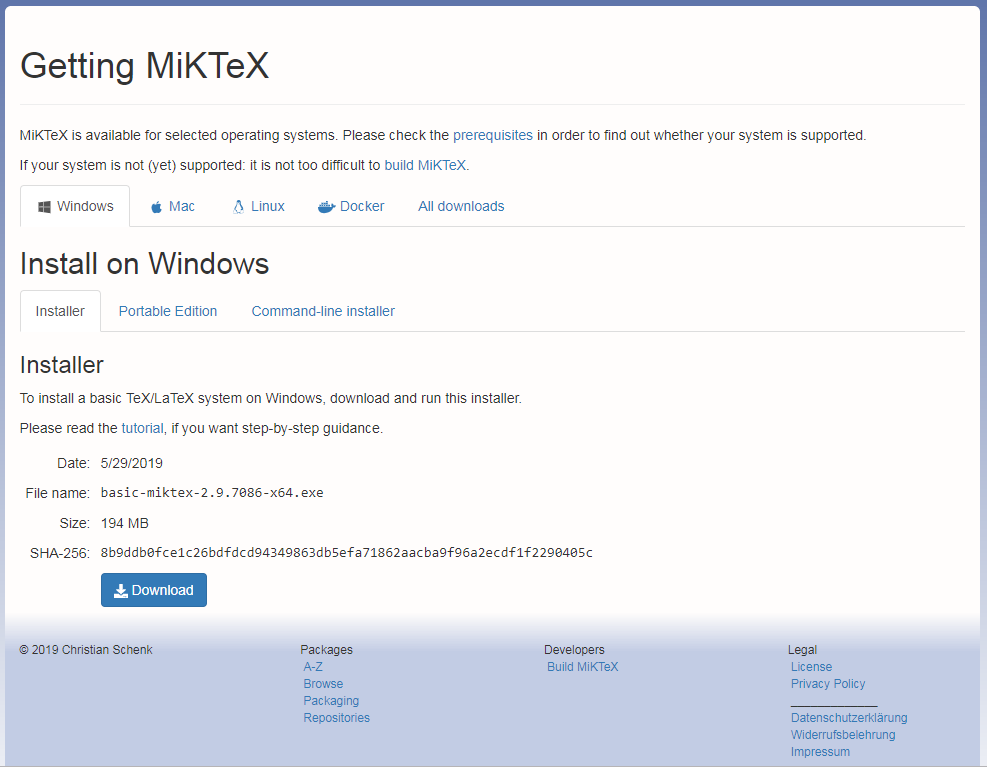 Getting MiKTeX
MiKTeX is available for selected operating systems. Please check the prerequisites in order to find out whether your system is supported.
If your system is not (yet) supported: it is not too difficult to build MiKTeX.
Windows Mac Linux Docker All downloads
Install on Windows
Installer Portable Edition Command-line installer
Installer
To install a basic TeX/LaTeX system on Windows, download and run this installer.
Please read the tutorial, if you want step-by-step guidance.
Date: 5/29/2019
File name: basic-miktex-2.9.7086-x64.exe
Size: 194 MB
SHA-256: 8b9ddb0fce1c26bdfdcd94349863db5efa71862aacba9f96a2ecdf1f2290405c
Download
© 2019 Christian Schenk
Packages
A-Z
Browse
Packaging
Repositories
Developers
Build MiKTeX
Legal
License
Privacy Policy
_____________
Datenschutzerklärung
Widerrufsbelehrung
Impressum